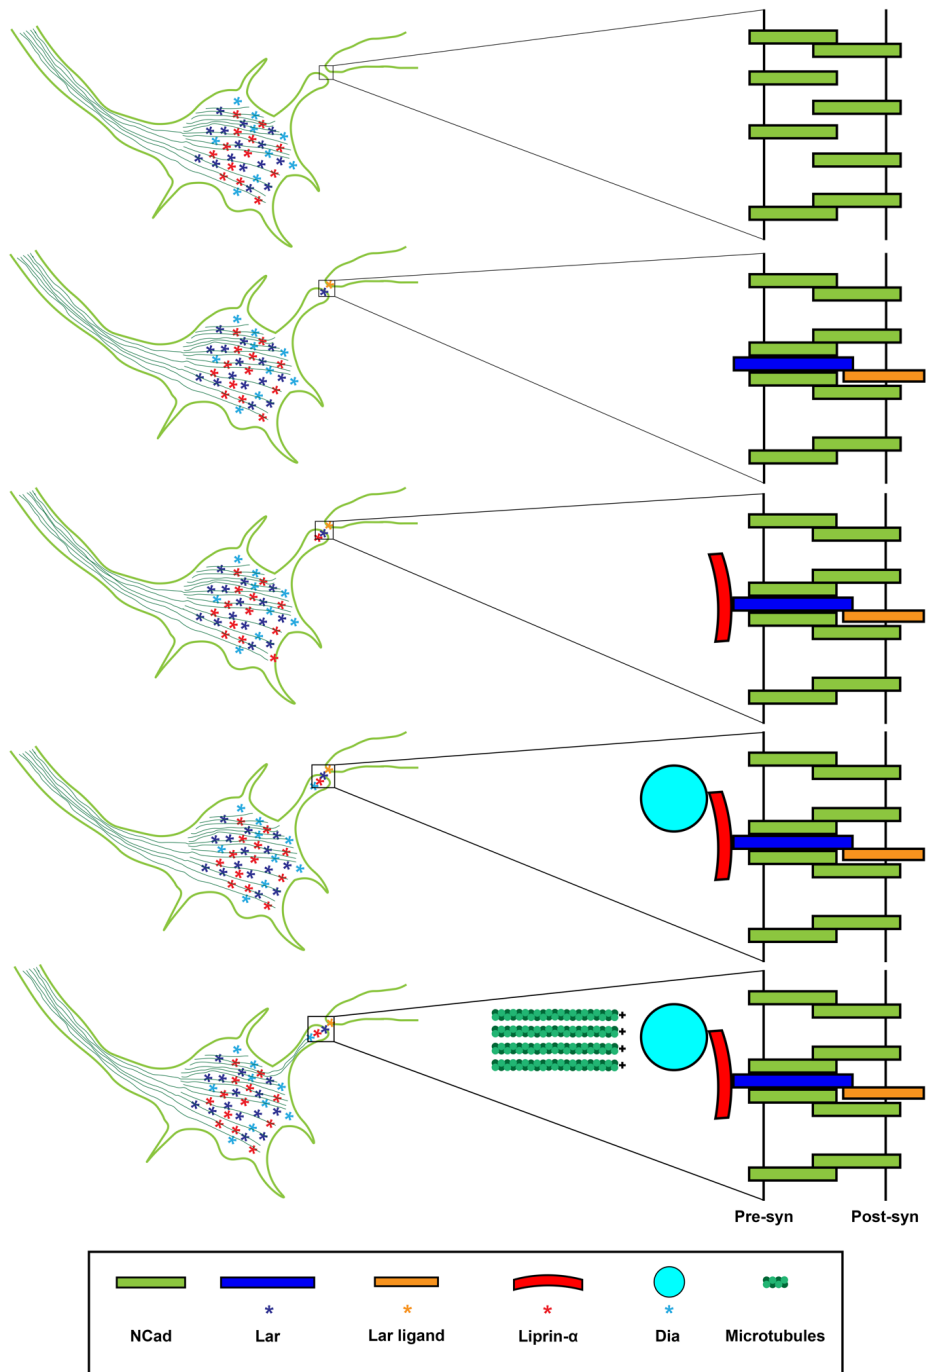 +
+
+
+
Pre-syn Post-syn
* * * *
NCad Lar Lar ligand Liprin-α Dia Microtubules